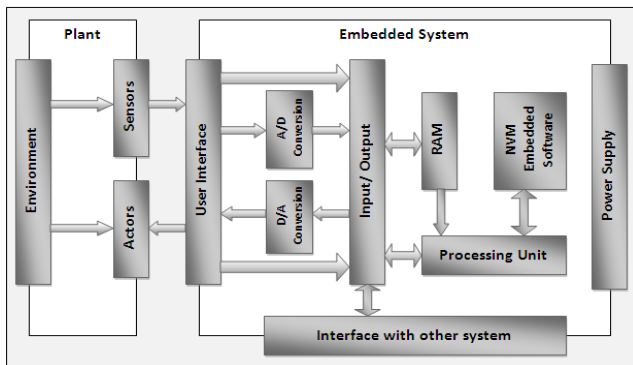 Plant
Embedded System
Environment
Sensors
Actors
User Interface
A/D
Conversion
D/A
Conversion
Input/ Output
RAM
NVM
Embedded
Software
Processing Unit
Power Supply
Interface with other system